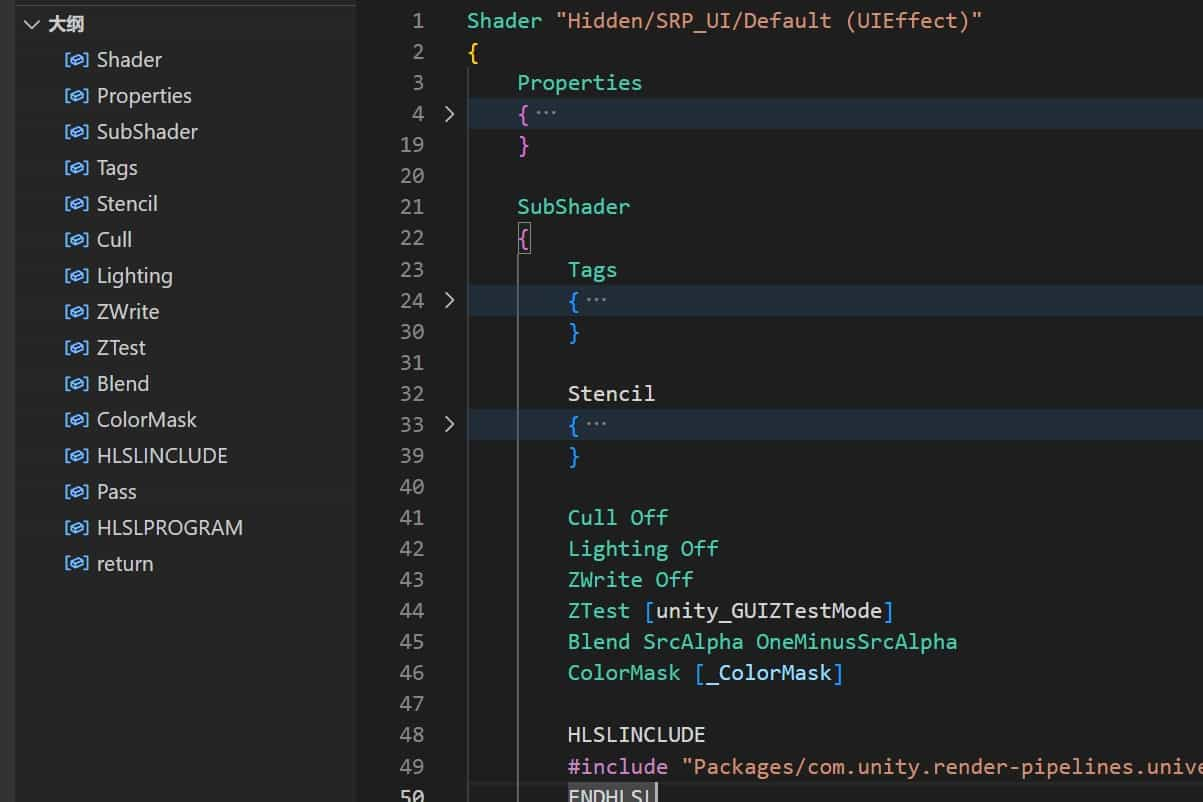 大纲
Shader
Properties
SubShader
Tags
Stencil
Cull
Lighting
ZWrite
ZTest
Blend
ColorMask
HLSLINCLUDE
Pass
HLSLPROGRAM
return
1 Shader "Hidden/SRP_UI/Default (UIEffect)"
2 {
3 Properties
4 { ···
19 }
20
21 SubShader
22 {
23 Tags
24 { ···
30 }
31
32 Stencil
33 { ···
39 }
40
41 Cull Off
42 Lighting Off
43 ZWrite Off
44 ZTest [unity_GUIZTestMode]
45 Blend SrcAlpha OneMinusSrcAlpha
46 ColorMask [_ColorMask]
47
48 HLSLINCLUDE
49 #include "Packages/com.unity.render-pipelines.unive
50 ENDHLSL